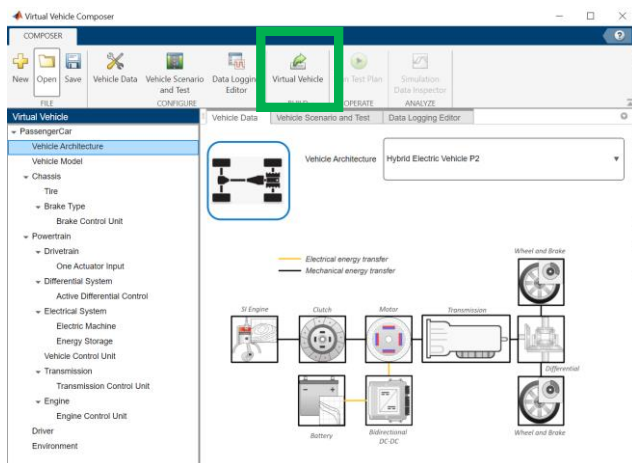 Virtual Vehicle Composer
COMPOSER
New Open Save Vehicle Data Vehicle Scenario and Test Data Logging Editor Virtual Vehicle Test Plan Simulation Data Inspector
FILE CONFIGURE OPERATE ANALYZE
Virtual Vehicle
PassengerCar
Vehicle Architecture
Vehicle Model
Chassis
Tire
Brake Type
Brake Control Unit
Powertrain
Drivetrain
One Actuator Input
Differential System
Active Differential Control
Electrical System
Electric Machine
Energy Storage
Vehicle Control Unit
Transmission
Transmission Control Unit
Engine
Engine Control Unit
Driver
Environment
Vehicle Data Vehicle Scenario and Test Data Logging Editor
Vehicle Architecture Hybrid Electric Vehicle P2
Electrical energy transfer
Mechanical energy transfer
Wheel and Brake
SI Engine Clutch Motor Transmission
Differential
Battery Bidirectional DC-DC Wheel and Brake